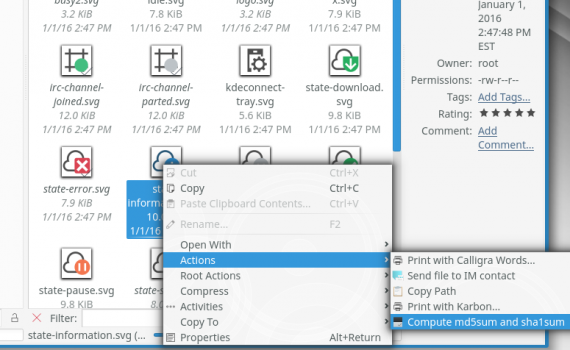 busy2.svg
3.2 KiB
1/1/16 2:47 PM
idle.svg
7.8 KiB
1/1/16 2:47 PM
logo.svg
3.2 KiB
1/1/16 2:47 PM
x.svg
7.9 KiB
1/1/16 2:47 PM
irc-channel-
joined.svg
12.0 KiB
1/1/16 2:47 PM
irc-channel-
parted.svg
12.0 KiB
1/1/16 2:47 PM
kdeconnect-
tray.svg
5.6 KiB
1/1/16 2:47 PM
state-download.
svg
9.8 KiB
1/1/16 2:47 PM
state-error.svg
7.9 KiB
1/1/16 2:47 PM
state-pause.svg
9.8 KiB
Filter:
state-information.svg (...
January 1,
2016
2:47:48 PM
EST
Owner: root
Permissions: -rw-r--r--
Tags: Add Tags...
Rating:
Comment: Add
Comment...
Cut Ctrl+X
Copy Ctrl+C
Paste Clipboard Contents... Ctrl+V
Rename... F2
Open With
Actions
Root Actions
Compress
Activities
Copy To
Properties Alt+Return
Print with Calligra Words...
Send file to IM contact
Copy Path
Print with Karbon...
Compute md5sum and sha1sum